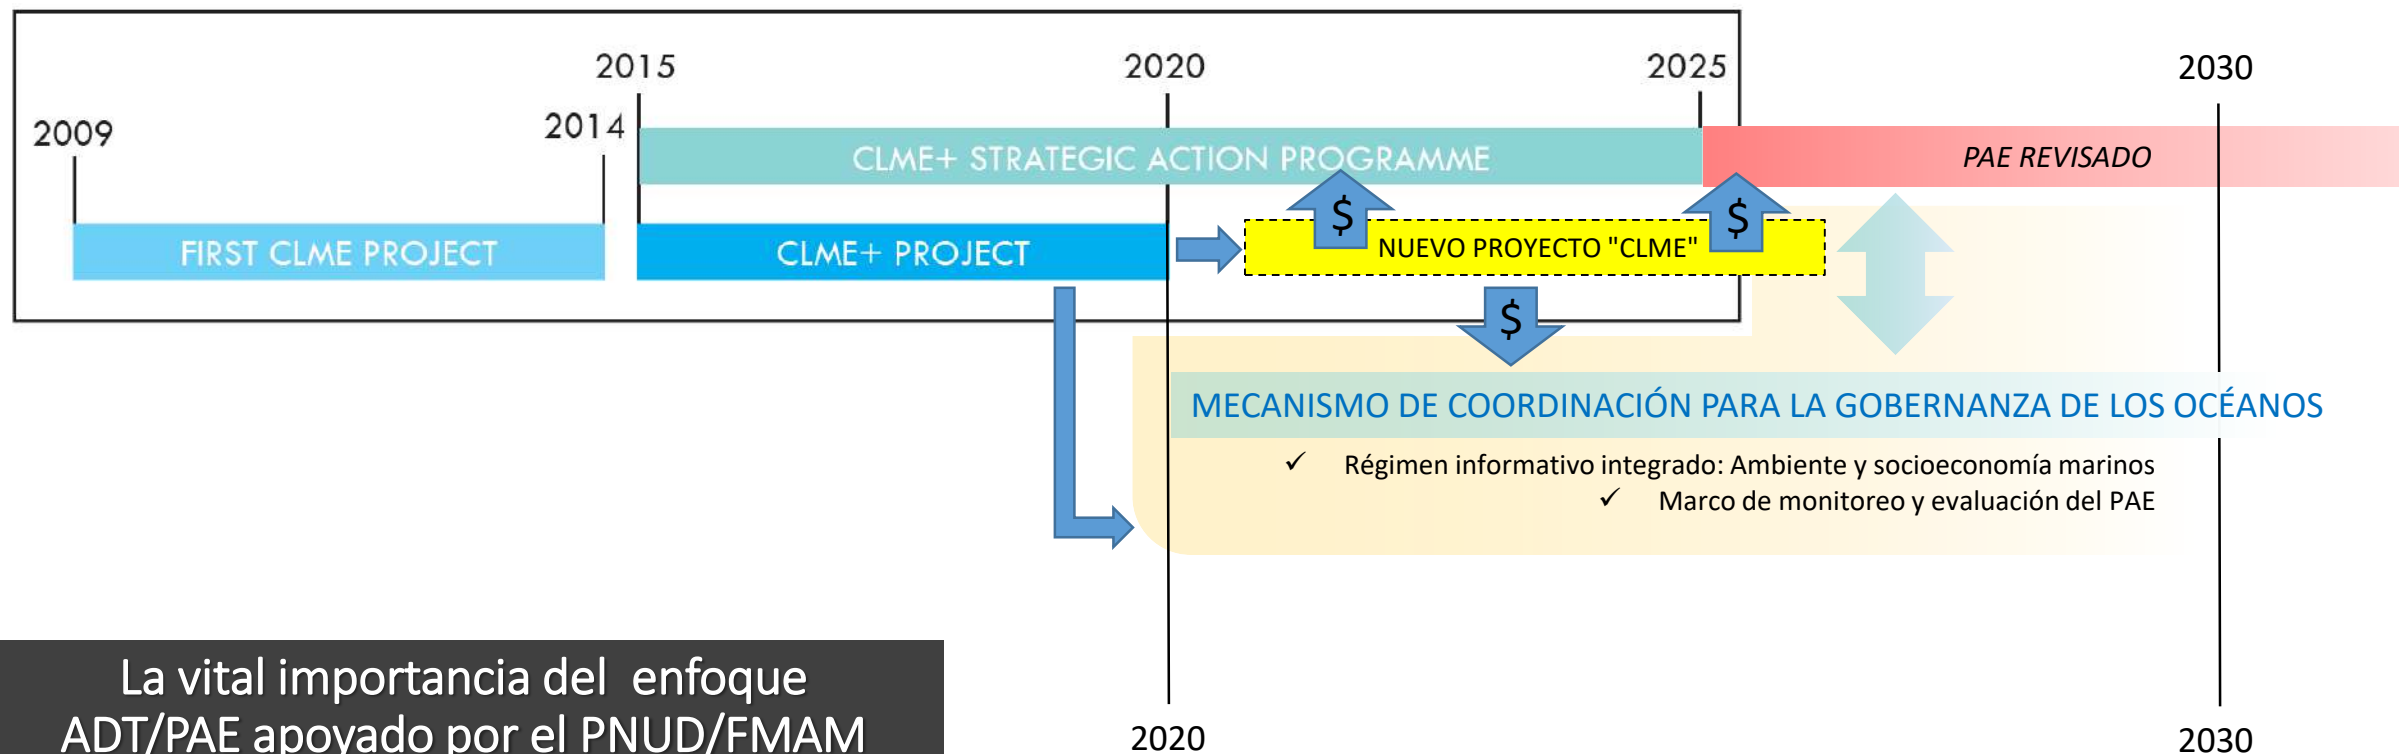 2015
2020
2025
2030
2009
2014
CLME+ STRATEGIC ACTION PROGRAMME
PAE REVISADO
$
$
FIRST CLME PROJECT
CLME+ PROJECT
NUEVO PROYECTO "CLME"
$
MECANISMO DE COORDINACIÓN PARA LA GOBERNANZA DE LOS OCÉANOS
✓ Régimen informativo integrado: Ambiente y socioeconomía marinos
✓ Marco de monitoreo y evaluación del PAE
La vital importancia del enfoque
ADT/PAE apoyado por el PNUD/FMAM
2020
2030